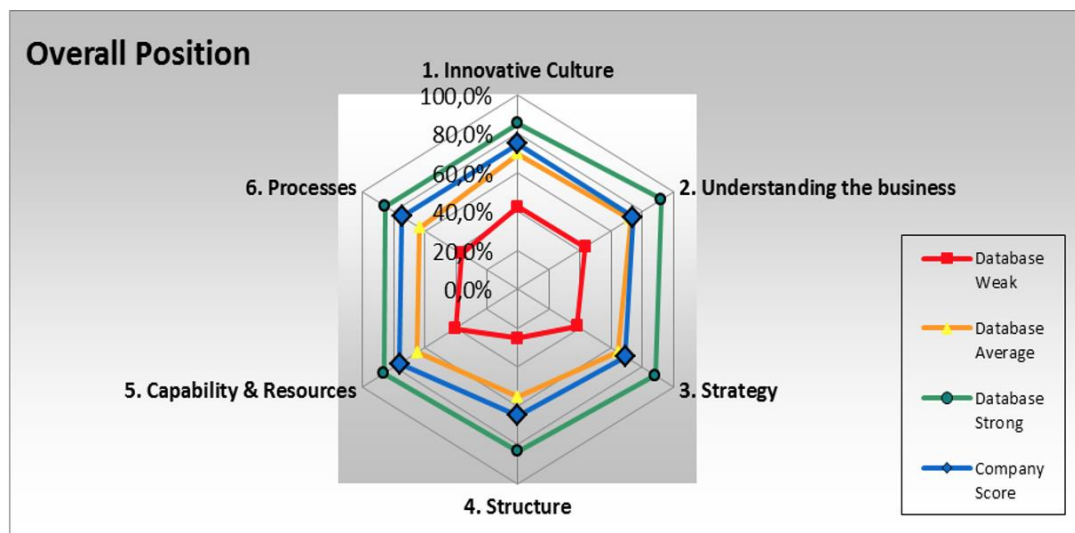 Overall Position
1. Innovative Culture
100,0%
80,0%
60,0%
40,0%
20,0%
0,0%
2. Understanding the business
3. Strategy
4. Structure
5. Capability & Resources
6. Processes
Database
Weak
Database
Average
Database
Strong
Company
Score